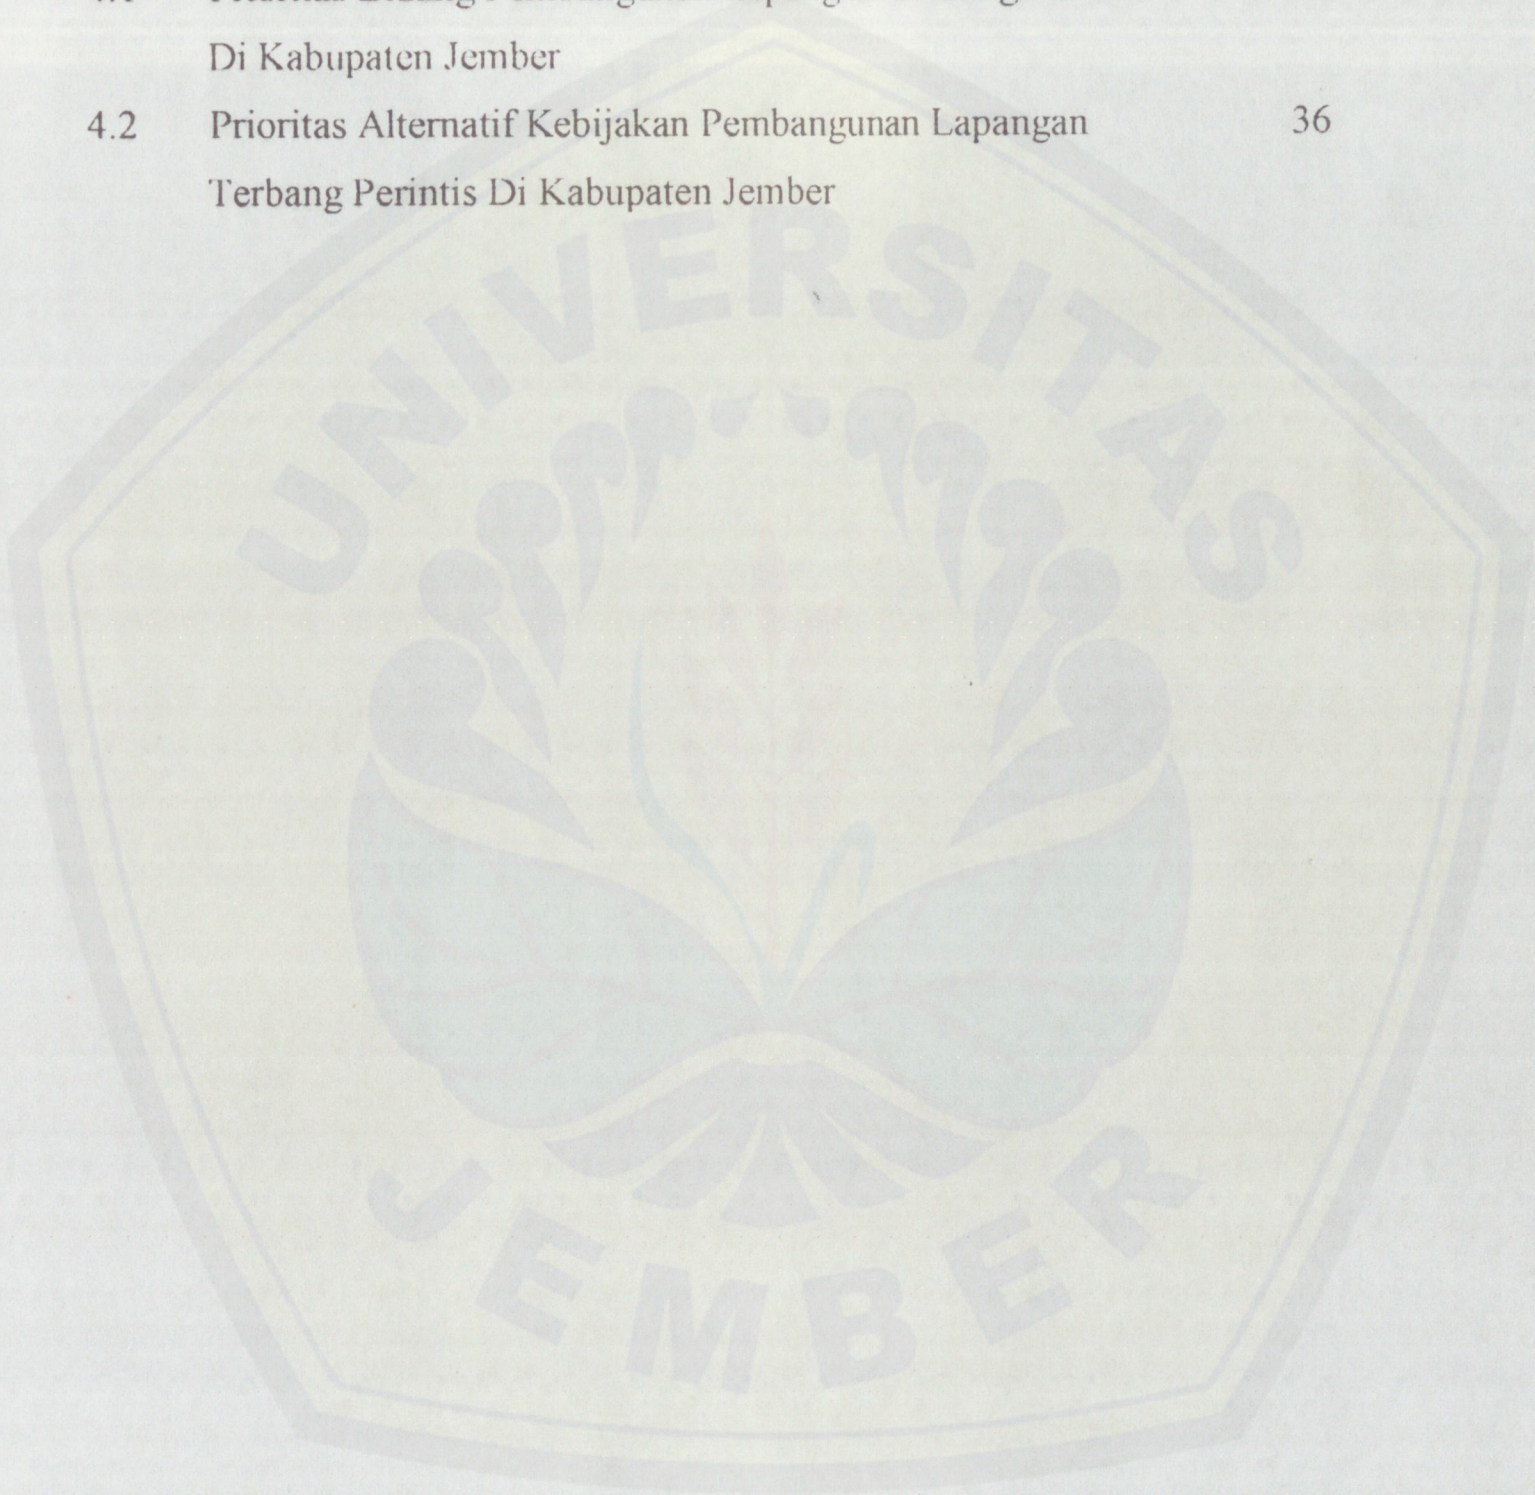 Di Kabupaten Jember
4.2 Prioritas Alternatif Kebijakan Pembangunan Lapangan 36
Terbang Perintis Di Kabupaten Jember
UNIVERSITAS
JEMBER